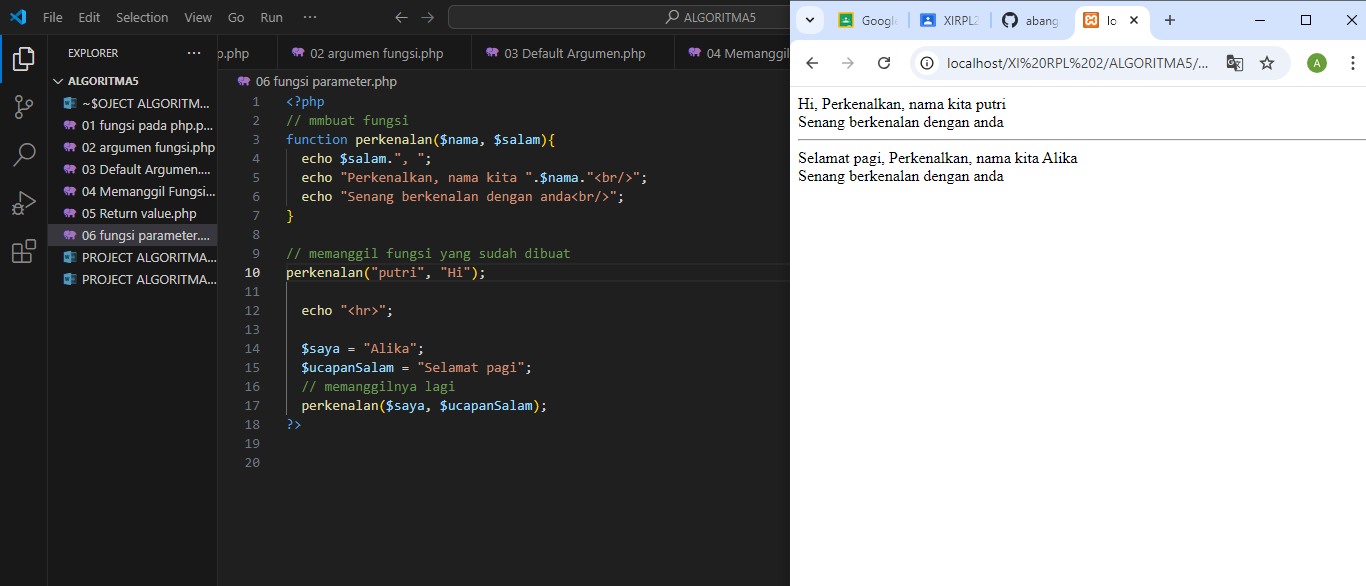 File Edit Selection View Go Run ··· ALGORITMA5
EXPLORER ···
ALGORITMA5
~$OJECT ALGORITM...
01 fungsi pada php.p...
02 argumen fungsi.php
03 Default Argumen....
04 Memanggil Fungsi...
05 Return value.php
06 fungsi parameter....
PROJECT ALGORITMA...
PROJECT ALGORITMA...
o.php 02 argumen fungsi.php 03 Default Argumen.php 04 Memanggil
06 fungsi parameter.php
1 <?php
2 // mmbuat fungsi
3 function perkenalan($nama, $salam){
4 echo $salam.", ";
5 echo "Perkenalkan, nama kita ".$nama."<br/>";
6 echo "Senang berkenalan dengan anda<br/>";
7 }
8
9 // memanggil fungsi yang sudah dibuat
10 perkenalan("putri", "Hi");
11
12 echo "<hr>";
13
14 $saya = "Alika";
15 $ucapanSalam = "Selamat pagi";
16 // memanggilnya lagi
17 perkenalan($saya, $ucapanSalam);
18 ?>
19
20
Google XIRPL2 abang lo
localhost/XI%20RPL%202/ALGORITMA5/... A
Hi, Perkenalkan, nama kita putri
Senang berkenalan dengan anda
Selamat pagi, Perkenalkan, nama kita Alika
Senang berkenalan dengan anda